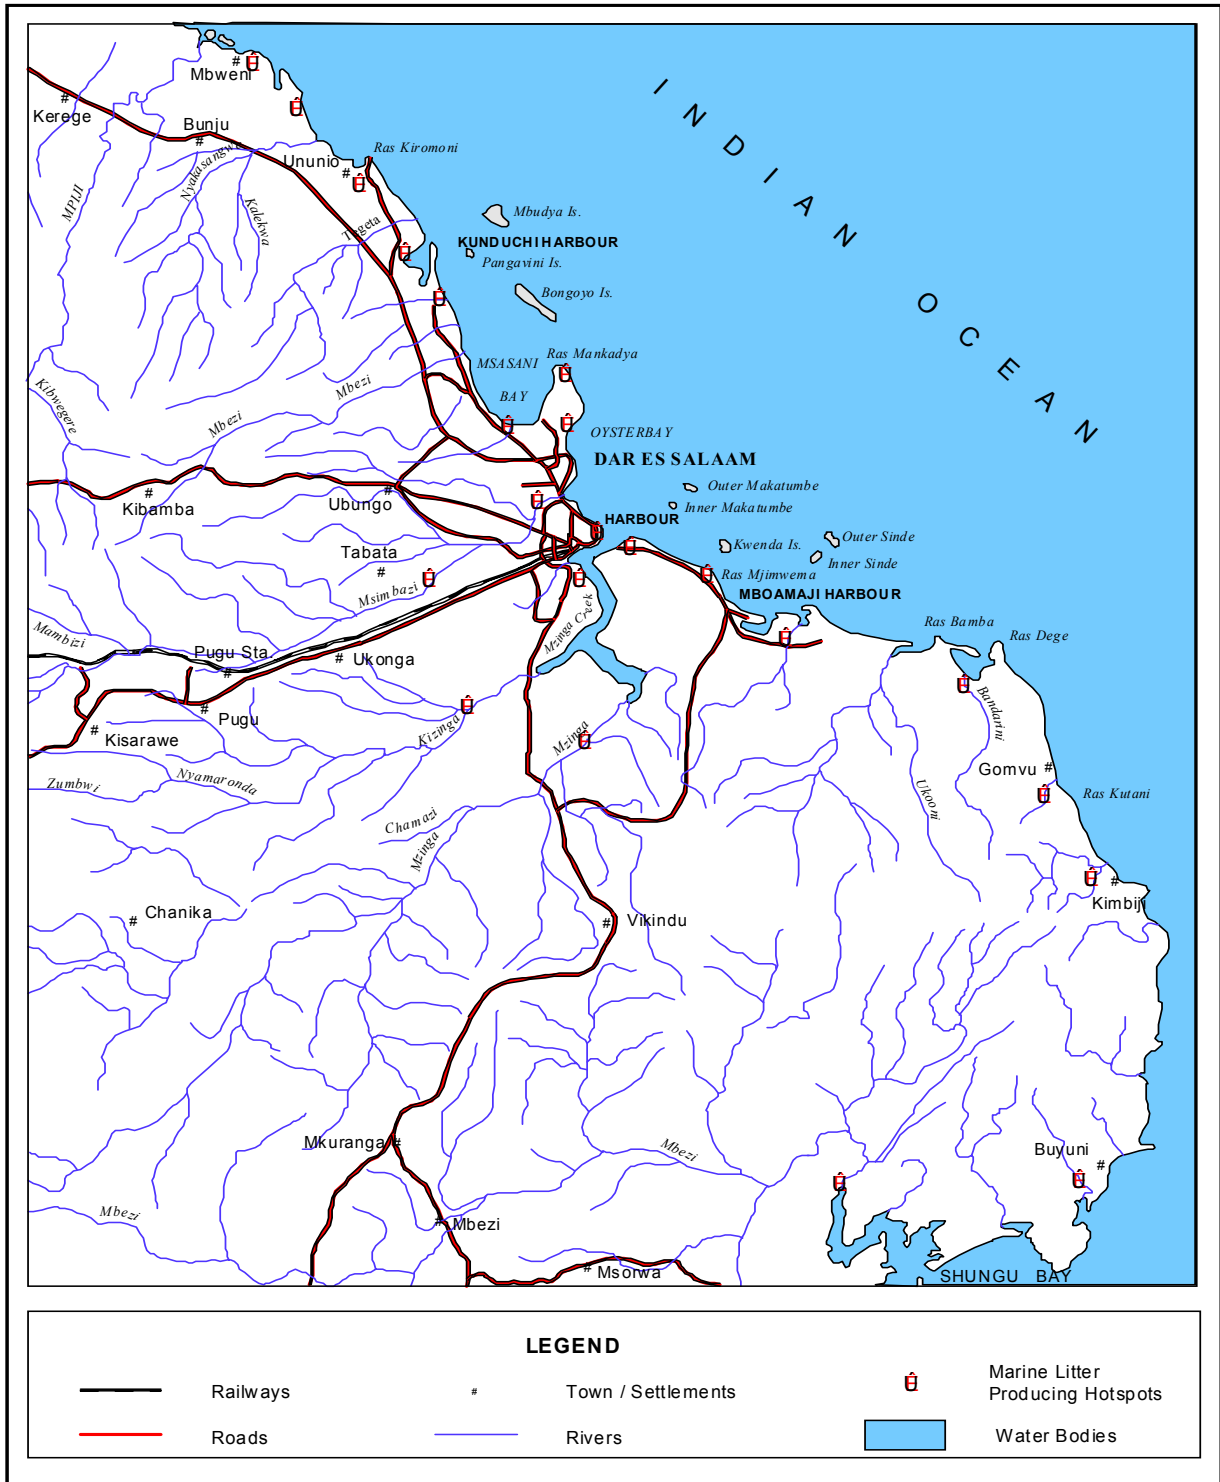 Mbweni
Kerege
Bunju
Nyakasangwe
Ununio
Ras Kiromoni
MPIJI
Kalekwa
Tegeta
Mbudya Is.
KUNDUCHI HARBOUR
Pangavini Is.
Bongoyo Is.
INDIAN OCEAN
MSASANI
BAY
Ras Mankadya
Kibwegere
Mbezi
Mbezi
OYSTERBAY
DAR ES SALAAM
Outer Makatumbe
Inner Makatumbe
Kibamba
Ubungo
HARBOUR
Kwenda Is.
Outer Sinde
Inner Sinde
Tabata
Msimbazi
Ras Mjimwema
MBOAMAJI HARBOUR
Mzinga Creek
Ras Bamba
Ras Dege
Mambizi
Pugu Sta.
Ukonga
Pugu
Kisarawe
Kizinga
Mzinga
Bandarini
Gomvu
Zumbwi
Nyamaronda
Chamazi
Mzinga
Ukooni
Ras Kutani
Chanika
Vikindu
Kimbiji
Mkuranga
Mbezi
Buyuni
Mbezi
Mbezi
Msorwa
SHUNGU BAY
LEGEND
Railways
Town / Settlements
Marine Litter
Producing Hotspots
Roads
Rivers
Water Bodies